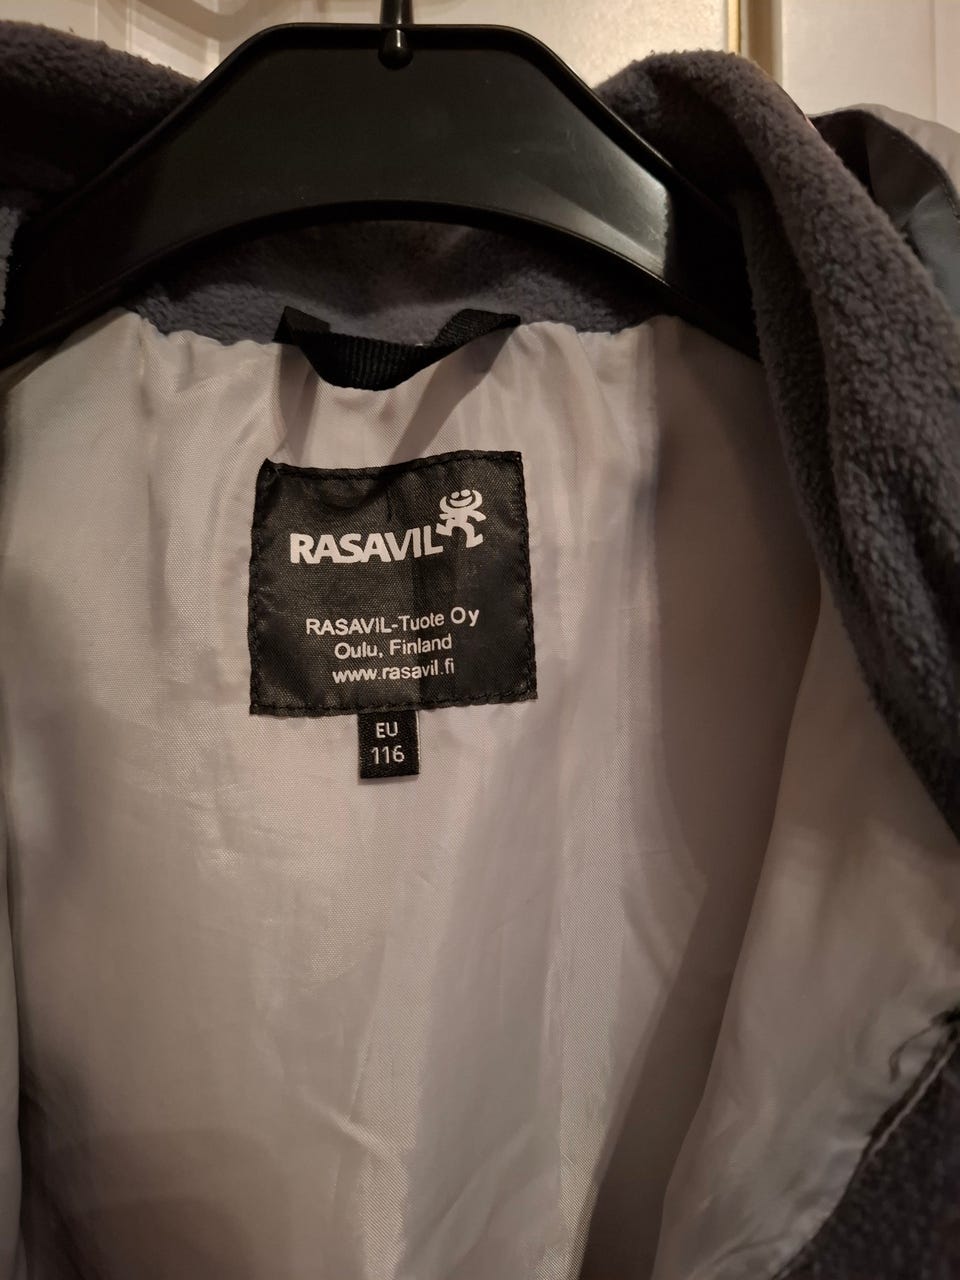 RASAVIL
RASAVIL-Tuote Oy
Oulu, Finland
www.rasavil.fi
EU
116